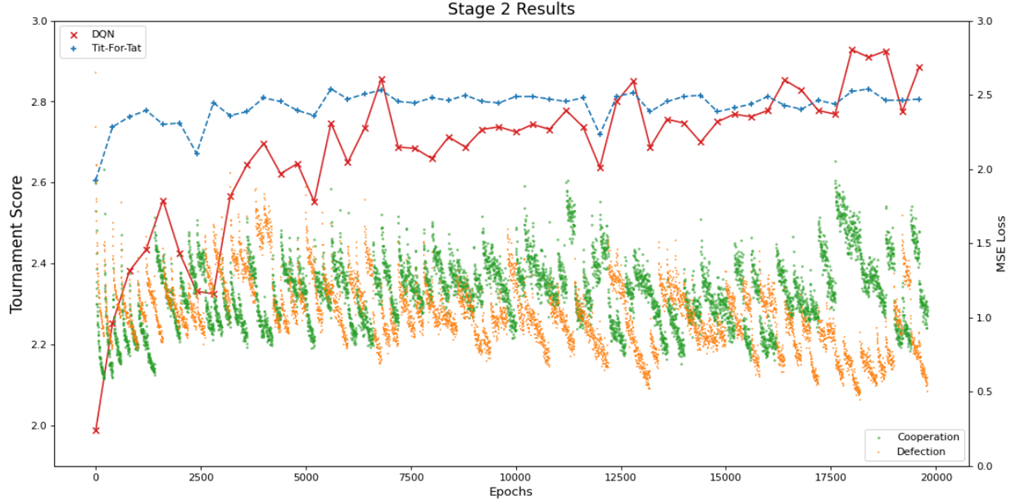 Stage 2 Results
DQN
Tit-For-Tat
Tournament Score
3.0
2.8
2.6
2.4
2.2
2.0
3.0
2.5
2.0
1.5
1.0
0.5
0.0
MSE Loss
Cooperation
Defection
0 2500 5000 7500 10000 12500 15000 17500 20000
Epochs